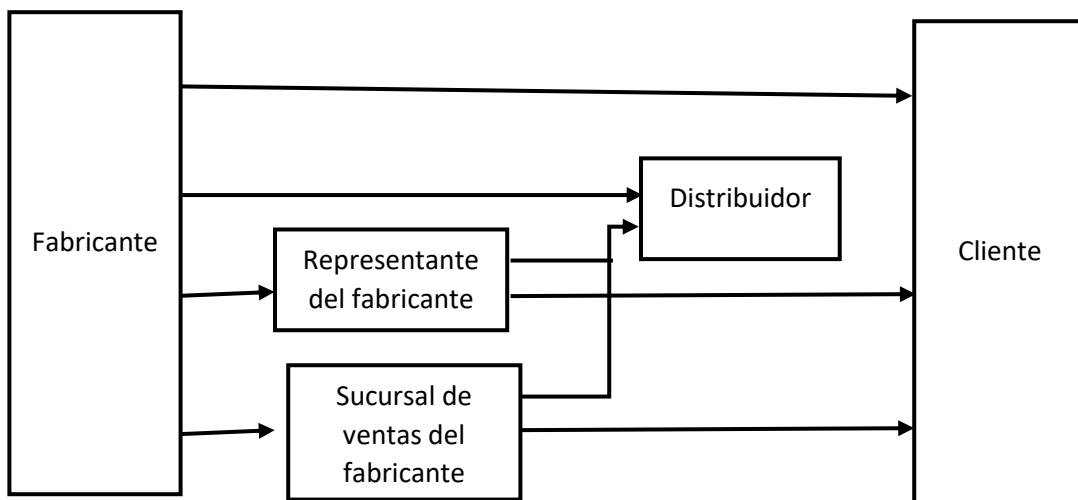 Fabricante
Distribuidor
Representante
del fabricante
Sucursal de
ventas del
fabricante
Cliente